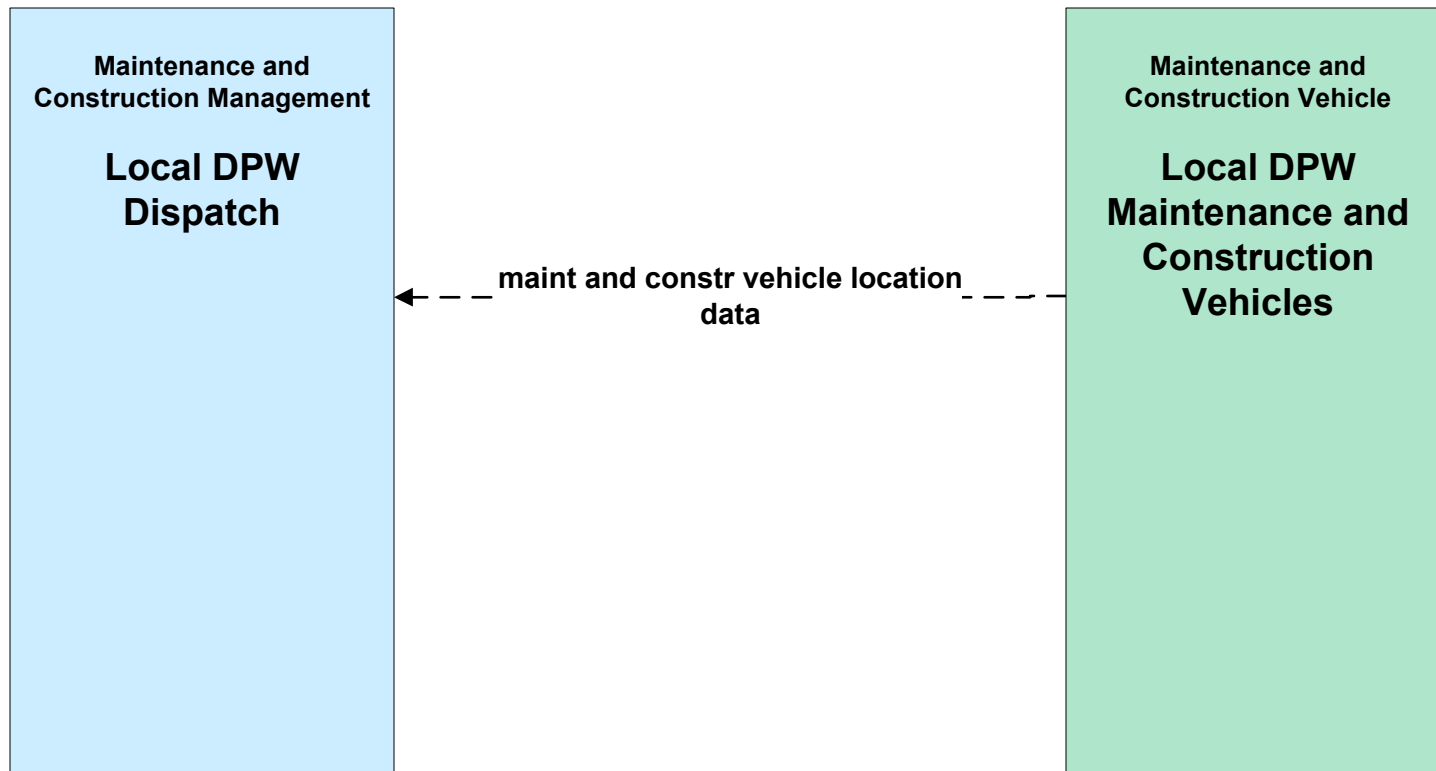 Maintenance and
Construction Management
Local DPW
Dispatch
maint and constr vehicle location
data
Maintenance and
Construction Vehicle
Local DPW
Maintenance and
Construction
Vehicles